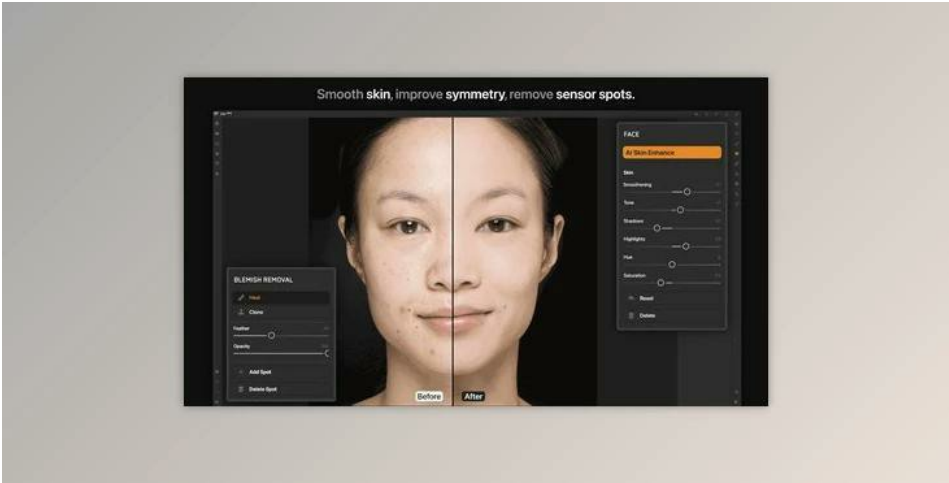 Smooth skin, improve symmetry, remove sensor spots.
FACE
AI Skin Enhance
Skin
Smoothening
Tone
Shadows
Highlights
Hue
Saturation
Reset
Delete
BLEMISH REMOVAL
Heal
Clone
Feather
Opacity
Add Spot
Delete Spot
Before
After